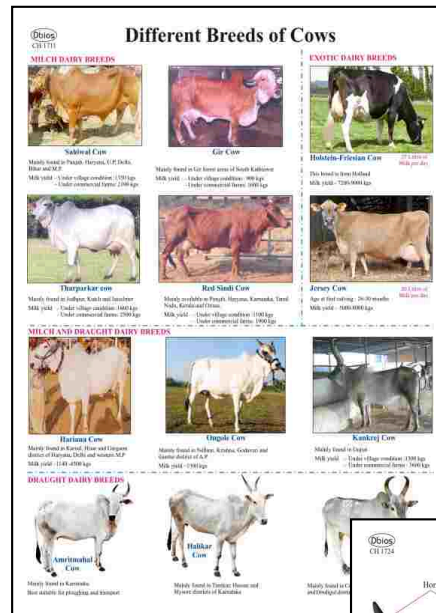 Dbios
CH 1711
Different Breeds of Cows
MILCH DAIRY BREEDS
EXOTIC DAIRY BREEDS
Sahiwal Cow
Mainly found in Punjab, Haryana, U.P, Delhi,
Bihar and M.P.
Milk yield - Under village condition : 1350 kgs
- Under commercial farms: 2100 kgs
Gir Cow
Mainly found in Gir forest areas of South Kathiawar
Milk yield - Under village condition : 900 kgs
- Under commercial farms: 1600 kgs
Holstein-Friesian Cow
25 Litres of
Milk per day
This breed is from Holland
Milk yield - 7200-9000 kgs
Tharparkar cow
Mainly found in Jodhpur, Kutch and Jaisalmer
Milk yield - Under village condition: 1660 kgs
- Under commercial farms: 2500 kgs
Red Sindi Cow
Mainly available in Punjab, Haryana, Karnataka, Tamil
Nadu, Kerala and Orissa.
Milk yield - Under village condition : 1100 kgs
- Under commercial farms: 1900 kgs
Jersey Cow
20 Litres of
Milk per day
Age at first calving - 26-30 months
Milk yield - 5000-8000 kgs
MILCH AND DRAUGHT DAIRY BREEDS
Hariana Cow
Mainly found in Karnal, Hisar and Gurgaon
district of Haryana, Delhi and western M.P
Milk yield - 1140 -4500 kgs
Ongole Cow
Mainly found in Nellore, Krishna, Godavari and
Guntur district of A.P
Milk yield - 1500 kgs
Kankrej Cow
Mainly found in Gujrat
Milk yield - Under village condition : 1300 kgs
- Under commercial farms : 3600 kgs
DRAUGHT DAIRY BREEDS
Amritmahal
Cow
Mainly found in Karnataka
Best suitable for ploughing and transport
Halikar
Cow
Mainly found in Tumkur, Hassan and
Mysore districts of Karnataka
Mainly found in
and Dindigul
Dbios
CH 1724